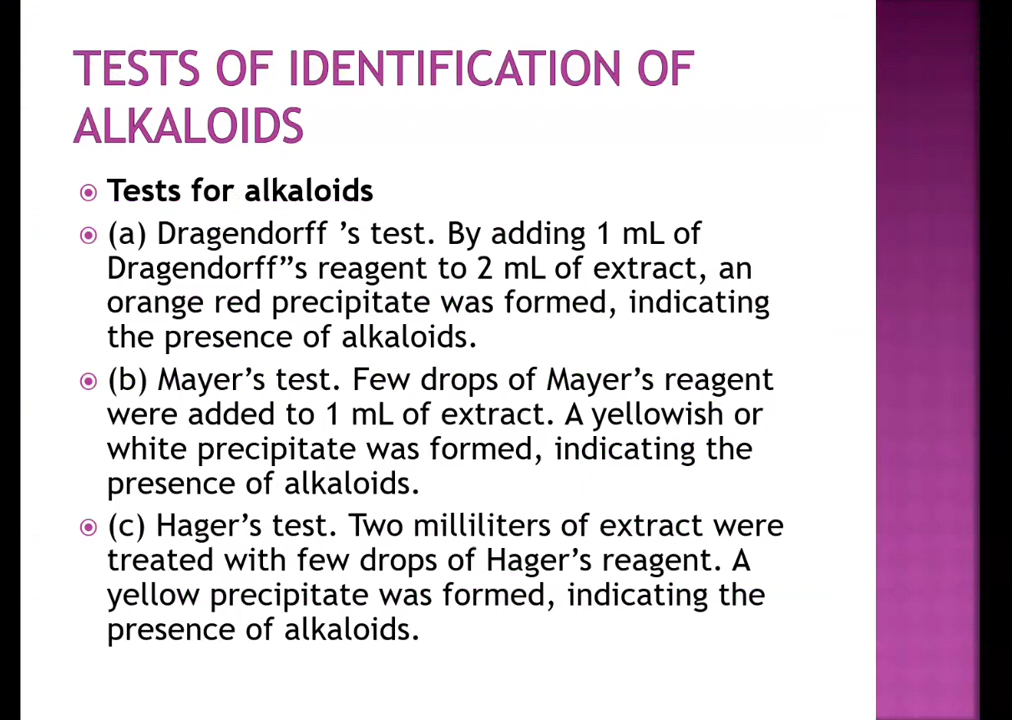 TESTS OF IDENTIFICATION OF
ALKALOIDS
Tests for alkaloids
(a) Dragendorff ’s test. By adding 1 mL of
Dragendorff”s reagent to 2 mL of extract, an
orange red precipitate was formed, indicating
the presence of alkaloids.
(b) Mayer’s test. Few drops of Mayer’s reagent
were added to 1 mL of extract. A yellowish or
white precipitate was formed, indicating the
presence of alkaloids.
(c) Hager’s test. Two milliliters of extract were
treated with few drops of Hager’s reagent. A
yellow precipitate was formed, indicating the
presence of alkaloids.